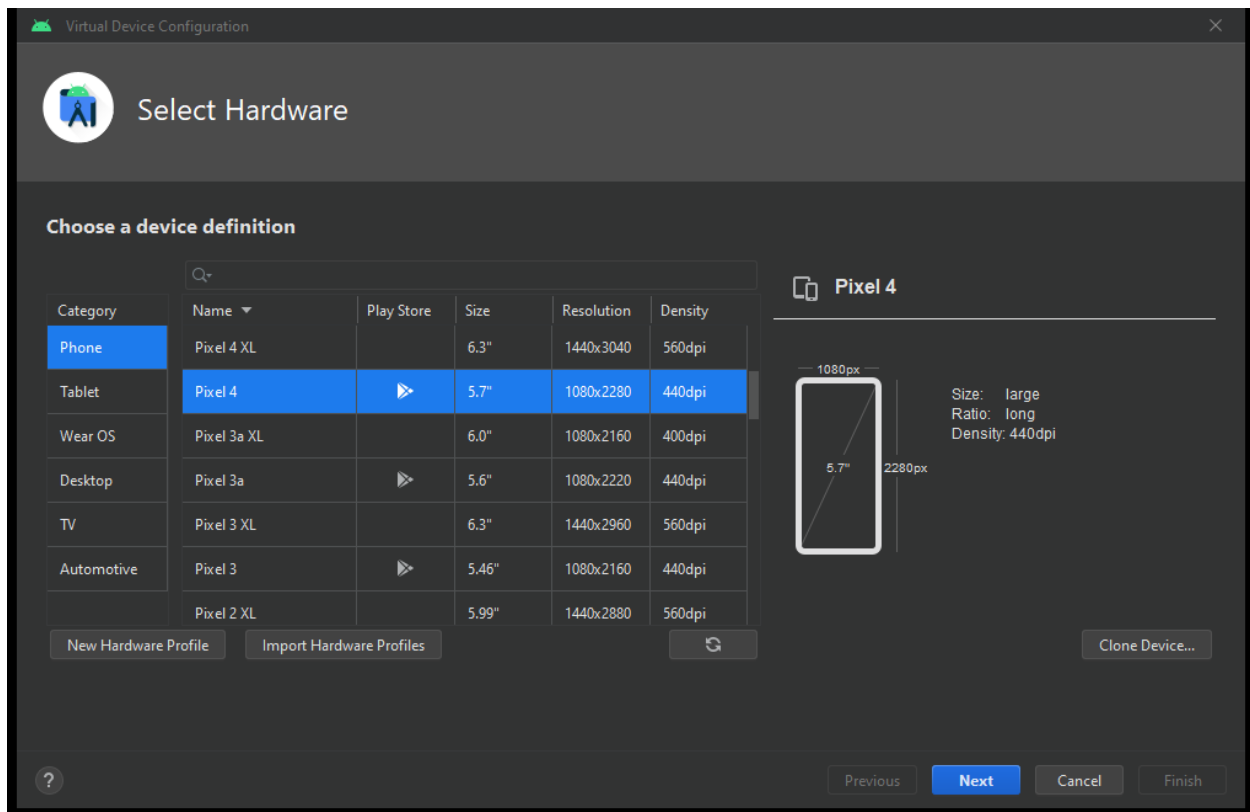 Virtual Device Configuration
Select Hardware
Choose a device definition
Category
Phone
Tablet
Wear OS
Desktop
TV
Automotive
Name Play Store Size Resolution Density
Pixel 4 XL 6.3" 1440x3040 560dpi
Pixel 4 5.7" 1080x2280 440dpi
Pixel 3a XL 6.0" 1080x2160 400dpi
Pixel 3a 5.6" 1080x2220 440dpi
Pixel 3 XL 6.3" 1440x2960 560dpi
Pixel 3 5.46" 1080x2160 440dpi
Pixel 2 XL 5.99" 1440x2880 560dpi
New Hardware Profile Import Hardware Profiles
Pixel 4
1080px
5.7" 2280px
Size: large
Ratio: long
Density: 440dpi
Clone Device...
? Previous Next Cancel Finish